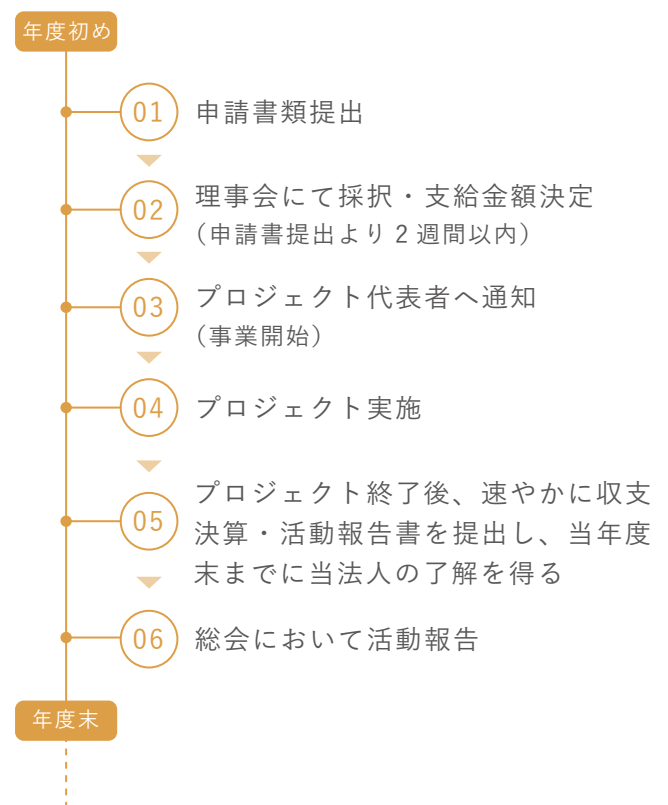 年度初め
01 申請書類提出
02 理事会にて採択・支給金額決定
(申請書提出より2週間以内)
03 プロジェクト代表者へ通知
(事業開始)
04 プロジェクト実施
プロジェクト終了後、速やかに収支
05 決算・活動報告書を提出し、当年度
末までに当法人の了解を得る
06 総会において活動報告
年度末